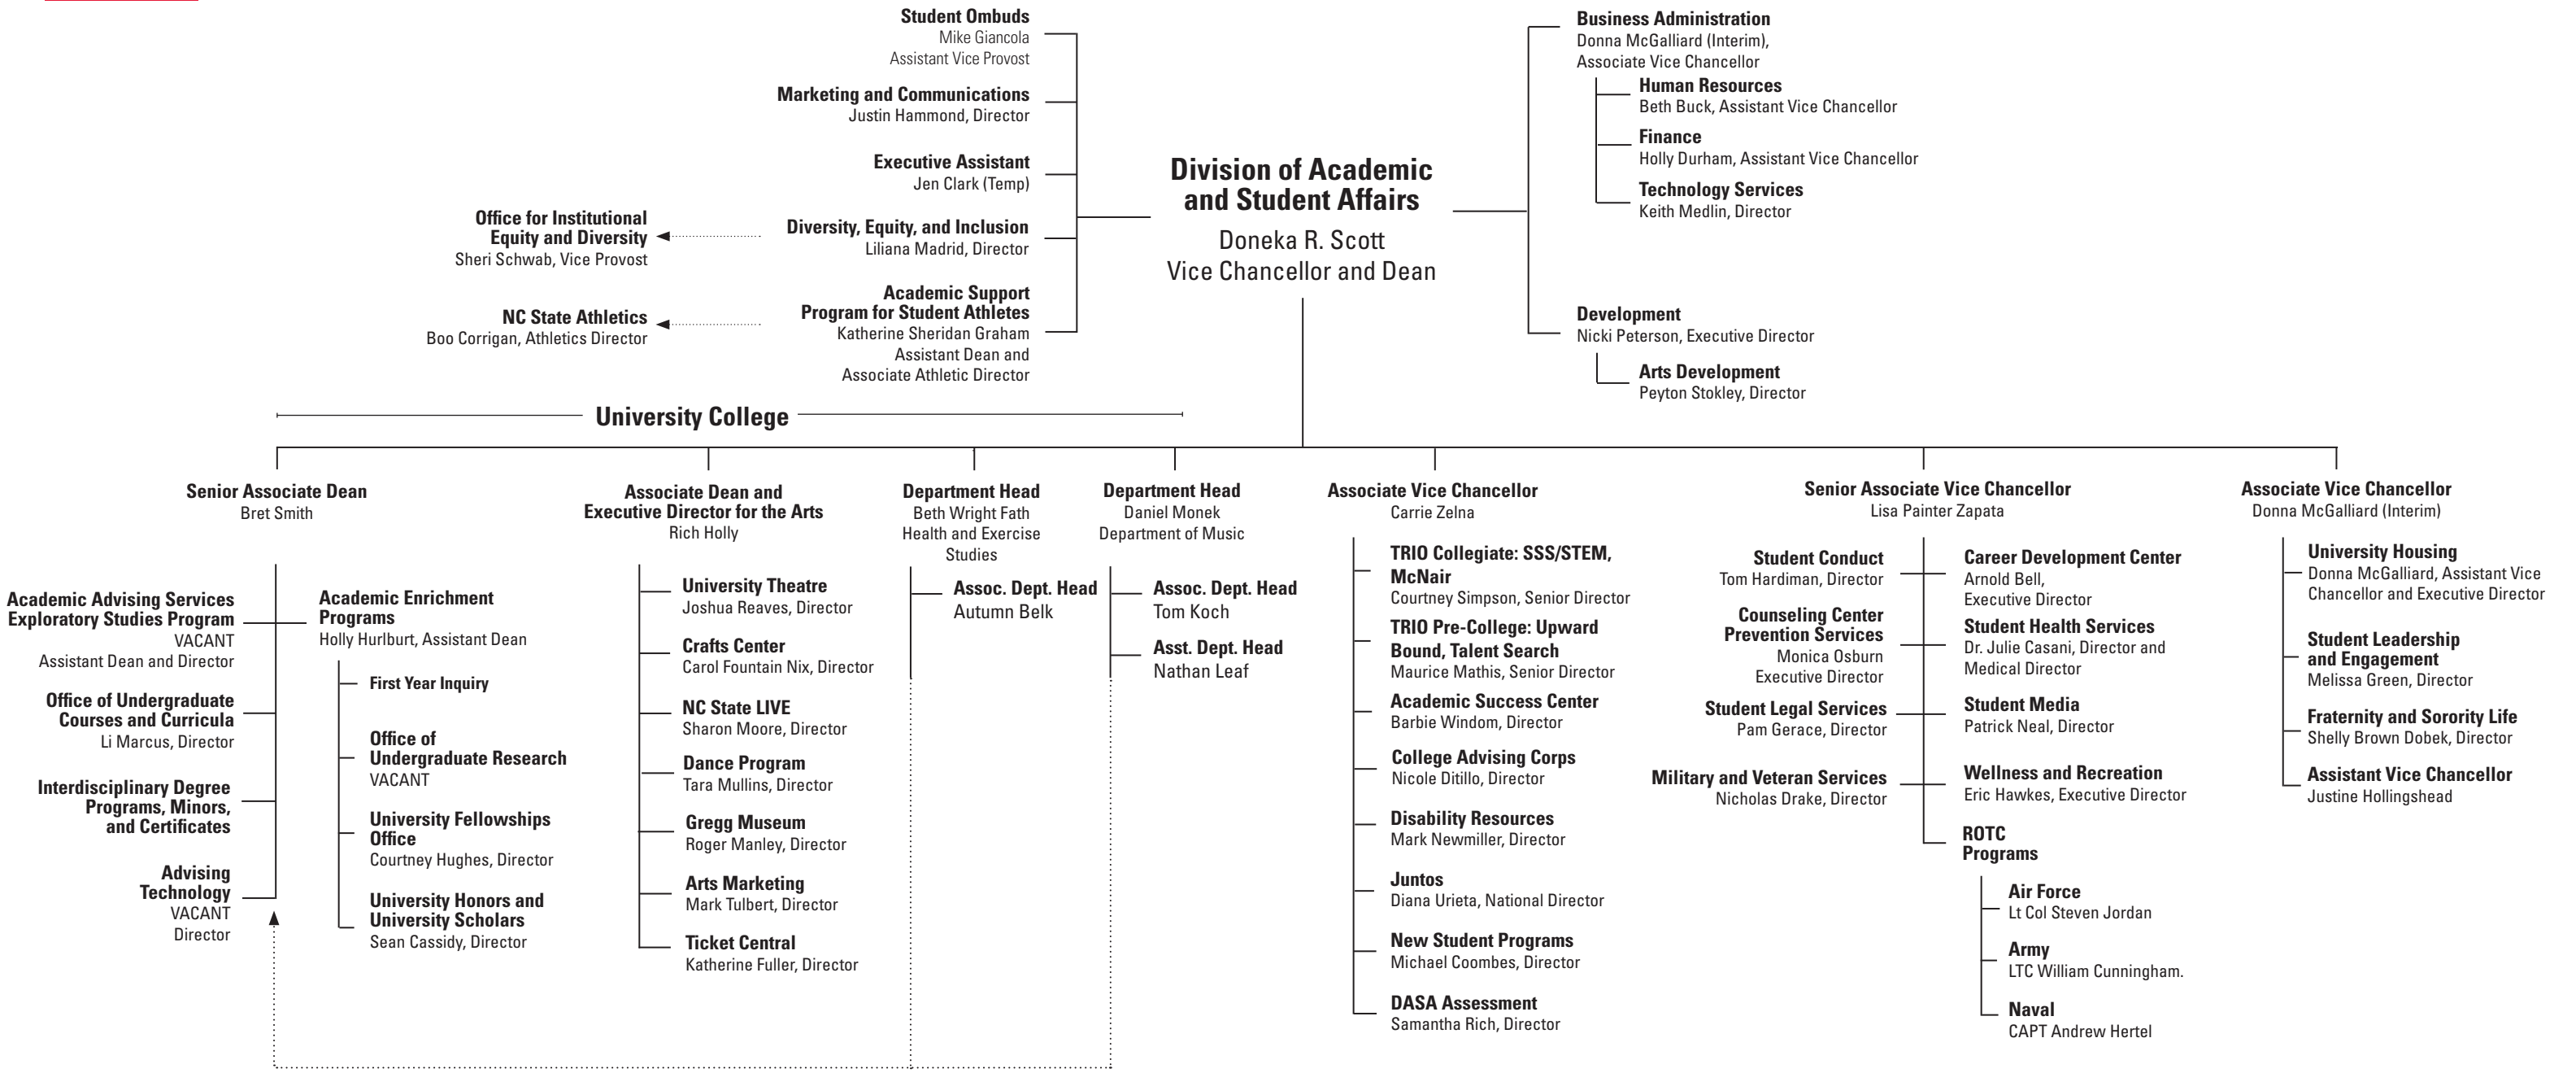 Student Ombuds
Mike Giancola
Assistant Vice Provost
Marketing and Communications
Justin Hammond, Director
Executive Assistant
Jen Clark (Temp)
Office for Institutional
Equity and Diversity
Sheri Schwab, Vice Provost
Diversity, Equity, and Inclusion
Liliana Madrid, Director
NC State Athletics
Boo Corrigan, Athletics Director
Academic Support
Program for Student Athletes
Katherine Sheridan Graham
Assistant Dean and
Associate Athletic Director
Division of Academic
and Student Affairs
Doneka R. Scott
Vice Chancellor and Dean
Business Administration
Donna McGalliard (Interim),
Associate Vice Chancellor
Human Resources
Beth Buck, Assistant Vice Chancellor
Finance
Holly Durham, Assistant Vice Chancellor
Technology Services
Keith Medlin, Director
Development
Nicki Peterson, Executive Director
Arts Development
Peyton Stokley, Director
University College
Senior Associate Dean
Bret Smith
Academic Advising Services
Exploratory Studies Program
VACANT
Assistant Dean and Director
Office of Undergraduate
Courses and Curricula
Li Marcus, Director
Interdisciplinary Degree
Programs, Minors,
and Certificates
Advising
Technology
VACANT
Director
Academic Enrichment
Programs
Holly Hurlburt, Assistant Dean
First Year Inquiry
Office of
Undergraduate Research
VACANT
University Fellowships
Office
Courtney Hughes, Director
University Honors and
University Scholars
Sean Cassidy, Director
Associate Dean and
Executive Director for the Arts
Rich Holly
University Theatre
Joshua Reaves, Director
Crafts Center
Carol Fountain Nix, Director
NC State LIVE
Sharon Moore, Director
Dance Program
Tara Mullins, Director
Gregg Museum
Roger Manley, Director
Arts Marketing
Mark Tulbert, Director
Ticket Central
Katherine Fuller, Director
Department Head
Beth Wright Fath
Health and Exercise
Studies
Assoc. Dept. Head
Autumn Belk
Department Head
Daniel Monek
Department of Music
Assoc. Dept. Head
Tom Koch
Asst. Dept. Head
Nathan Leaf
Associate Vice Chancellor
Carrie Zelna
TRIO Collegiate: SSS/STEM,
McNair
Courtney Simpson, Senior Director
TRIO Pre-College: Upward
Bound, Talent Search
Maurice Mathis, Senior Director
Academic Success Center
Barbie Windom, Director
College Advising Corps
Nicole Ditillo, Director
Disability Resources
Mark Newmiller, Director
Juntos
Diana Urieta, National Director
New Student Programs
Michael Coombes, Director
DASA Assessment
Samantha Rich, Director
Senior Associate Vice Chancellor
Lisa Painter Zapata
Student Conduct
Tom Hardiman, Director
Counseling Center
Prevention Services
Monica Osburn
Executive Director
Student Legal Services
Pam Gerace, Director
Military and Veteran Services
Nicholas Drake, Director
Career Development Center
Arnold Bell,
Executive Director
Student Health Services
Dr. Julie Casani, Director and
Medical Director
Student Media
Patrick Neal, Director
Wellness and Recreation
Eric Hawkes, Executive Director
ROTC
Programs
Air Force
Lt Col Steven Jordan
Army
LTC William Cunningham.
Naval
CAPT Andrew Hertel
Associate Vice Chancellor
Donna McGalliard (Interim)
University Housing
Donna McGalliard, Assistant Vice
Chancellor and Executive Director
Student Leadership
and Engagement
Melissa Green, Director
Fraternity and Sorority Life
Shelly Brown Dobek, Director
Assistant Vice Chancellor
Justine Hollingshead